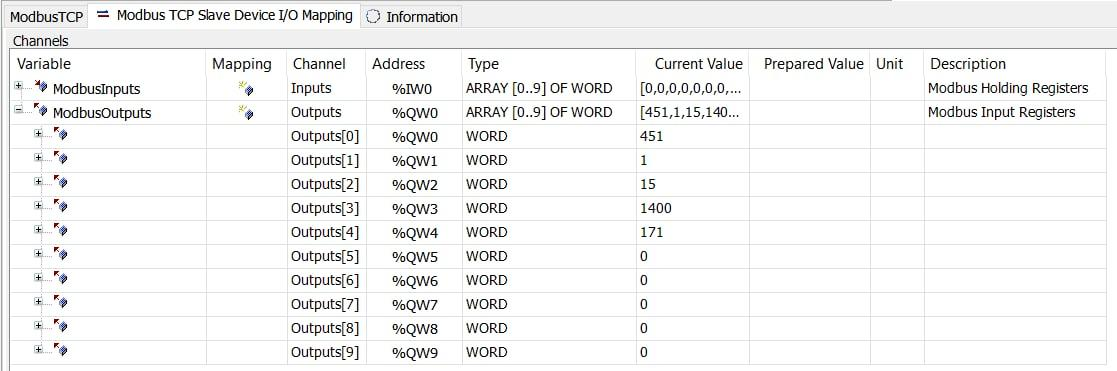 ModbusTCP Modbus TCP Slave Device I/O Mapping Information
Channels
Variable Mapping Channel Address Type Current Value Prepared Value Unit Description
ModbusInputs Inputs %IW0 ARRAY [0..9] OF WORD [0,0,0,0,0,0,0,... Modbus Holding Registers
ModbusOutputs Outputs %QW0 ARRAY [0..9] OF WORD [451,1,15,140... Modbus Input Registers
Outputs[0] %QW0 WORD 451
Outputs[1] %QW1 WORD 1
Outputs[2] %QW2 WORD 15
Outputs[3] %QW3 WORD 1400
Outputs[4] %QW4 WORD 171
Outputs[5] %QW5 WORD 0
Outputs[6] %QW6 WORD 0
Outputs[7] %QW7 WORD 0
Outputs[8] %QW8 WORD 0
Outputs[9] %QW9 WORD 0